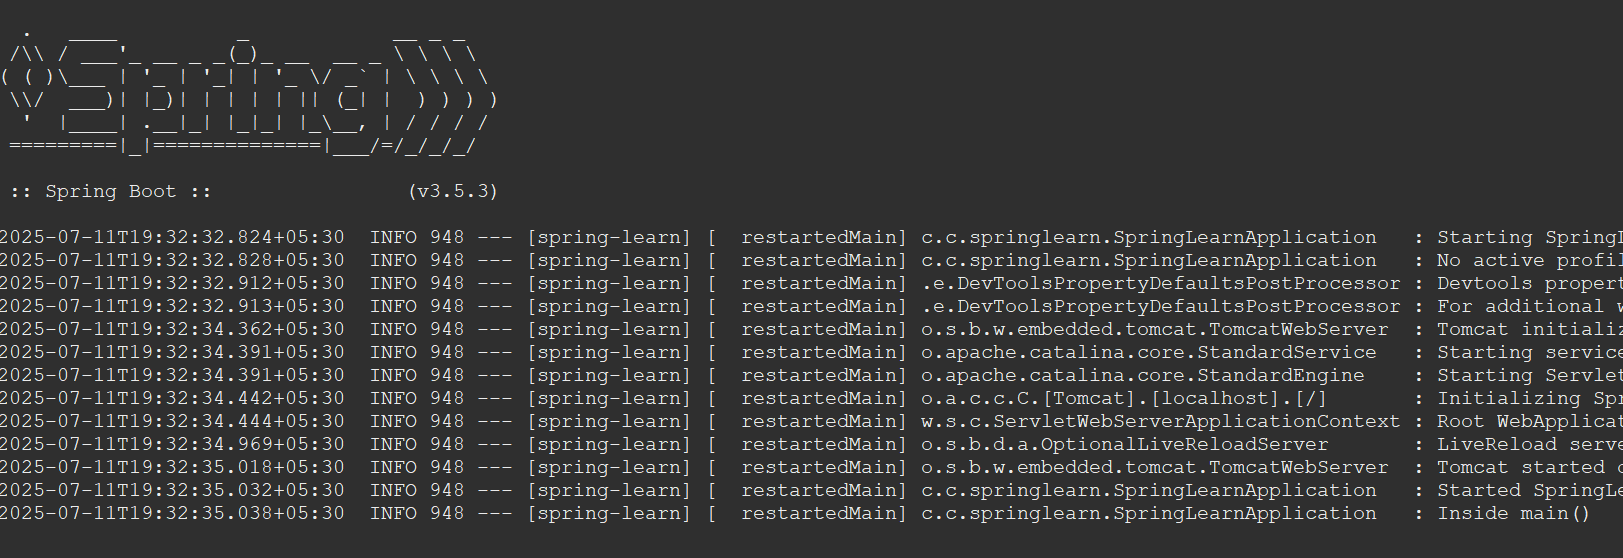 .   ____          _            __ _ _
 /\\ / ___'_ __ _ _(_)_ __  __ _ \ \ \ \
( ( )\___ | '_ | '_| | '_ \/ _` | \ \ \ \
 \\/  ___)| |_)| | | | | || (_| |  ) ) ) )
  '  |____| .__|_| |_|_| |_\__, | / / / /
 =========|_|==============|___/=/_/_/_/
:: Spring Boot :: (v3.5.3)
2025-07-11T19:32:32.824+05:30 INFO 948 --- [spring-learn] [ restartedMain] c.c.springlearn.SpringLearnApplication : Starting SpringL
2025-07-11T19:32:32.828+05:30 INFO 948 --- [spring-learn] [ restartedMain] c.c.springlearn.SpringLearnApplication : No active profil
2025-07-11T19:32:32.912+05:30 INFO 948 --- [spring-learn] [ restartedMain] .e.DevToolsPropertyDefaultsPostProcessor : Devtools propert
2025-07-11T19:32:32.913+05:30 INFO 948 --- [spring-learn] [ restartedMain] .e.DevToolsPropertyDefaultsPostProcessor : For additional w
2025-07-11T19:32:34.362+05:30 INFO 948 --- [spring-learn] [ restartedMain] o.s.b.w.embedded.tomcat.TomcatWebServer : Tomcat initializ
2025-07-11T19:32:34.391+05:30 INFO 948 --- [spring-learn] [ restartedMain] o.apache.catalina.core.StandardService : Starting service
2025-07-11T19:32:34.391+05:30 INFO 948 --- [spring-learn] [ restartedMain] o.apache.catalina.core.StandardEngine : Starting Servlet
2025-07-11T19:32:34.442+05:30 INFO 948 --- [spring-learn] [ restartedMain] o.a.c.c.C.[Tomcat].[localhost].[/] : Initializing Spr
2025-07-11T19:32:34.444+05:30 INFO 948 --- [spring-learn] [ restartedMain] w.s.c.ServletWebServerApplicationContext : Root WebApplicat
2025-07-11T19:32:34.969+05:30 INFO 948 --- [spring-learn] [ restartedMain] o.s.b.d.a.OptionalLiveReloadServer : LiveReload serve
2025-07-11T19:32:35.018+05:30 INFO 948 --- [spring-learn] [ restartedMain] o.s.b.w.embedded.tomcat.TomcatWebServer : Tomcat started o
2025-07-11T19:32:35.032+05:30 INFO 948 --- [spring-learn] [ restartedMain] c.c.springlearn.SpringLearnApplication : Started SpringLe
2025-07-11T19:32:35.038+05:30 INFO 948 --- [spring-learn] [ restartedMain] c.c.springlearn.SpringLearnApplication : Inside main()